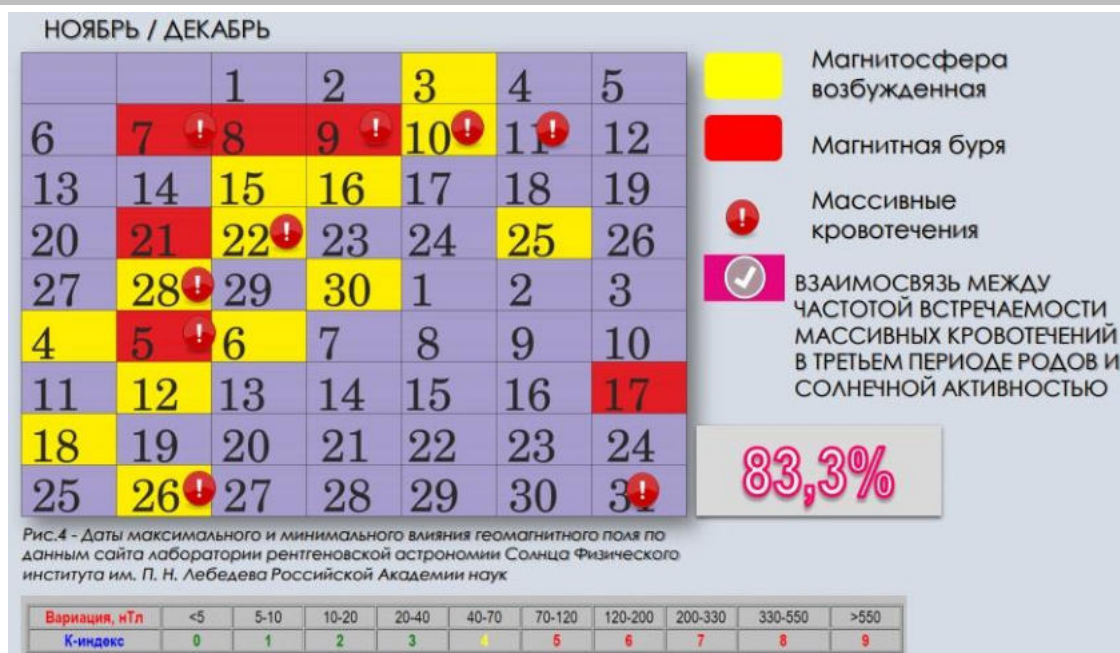 НОЯБРЬ / ДЕКАБРЬ
1 2 3 4 5
6 7 8 9 10 11 12
13 14 15 16 17 18 19
20 21 22 23 24 25 26
27 28 29 30 1 2 3
4 5 6 7 8 9 10
11 12 13 14 15 16 17
18 19 20 21 22 23 24
25 26 27 28 29 30 31
Магнитосфера
возбужденная
Магнитная буря
Массивные
кровотечения
ВЗАИМОСВЯЗЬ МЕЖДУ
ЧАСТОТОЙ ВСТРЕЧАЕМОСТИ
МАССИВНЫХ КРОВОТЕЧЕНИЙ
В ТРЕТЬЕМ ПЕРИОДЕ РОДОВ И
СОЛНЕЧНОЙ АКТИВНОСТЬЮ
83,3%
Рис.4 - Даты максимального и минимального влияния геомагнитного поля по
данным сайта лаборатории рентгеновской астрономии Солнца Физического
института им. П. Н. Лебедева Российской Академии наук
Вариация, нТл <5 5-10 10-20 20-40 40-70 70-120 120-200 200-330 330-550 >550
К-индекс 0 1 2 3 4 5 6 7 8 9